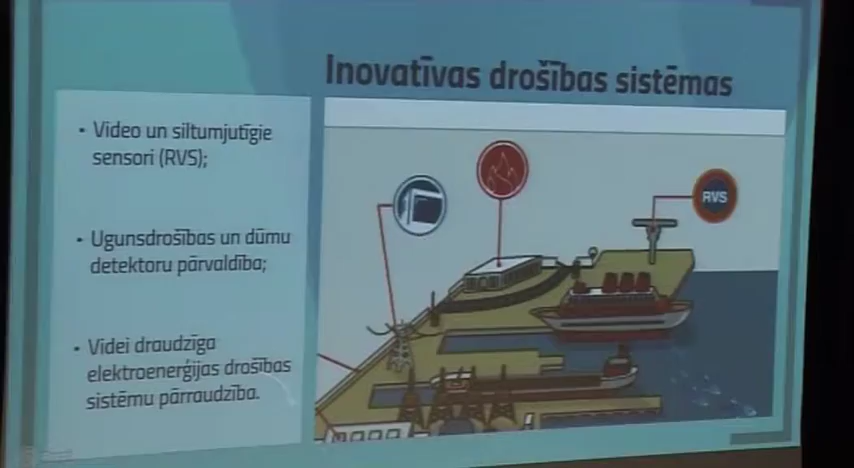 Inovatīvas drošības sistēmas
• Video un siltumjutīgie
sensori (RVS);
• Ugunsdrošības un dūmu
detektoru pārvaldība;
• Videi draudzīga
elektroenerģijas drošības
sistēmu pārraudzība.
RVS